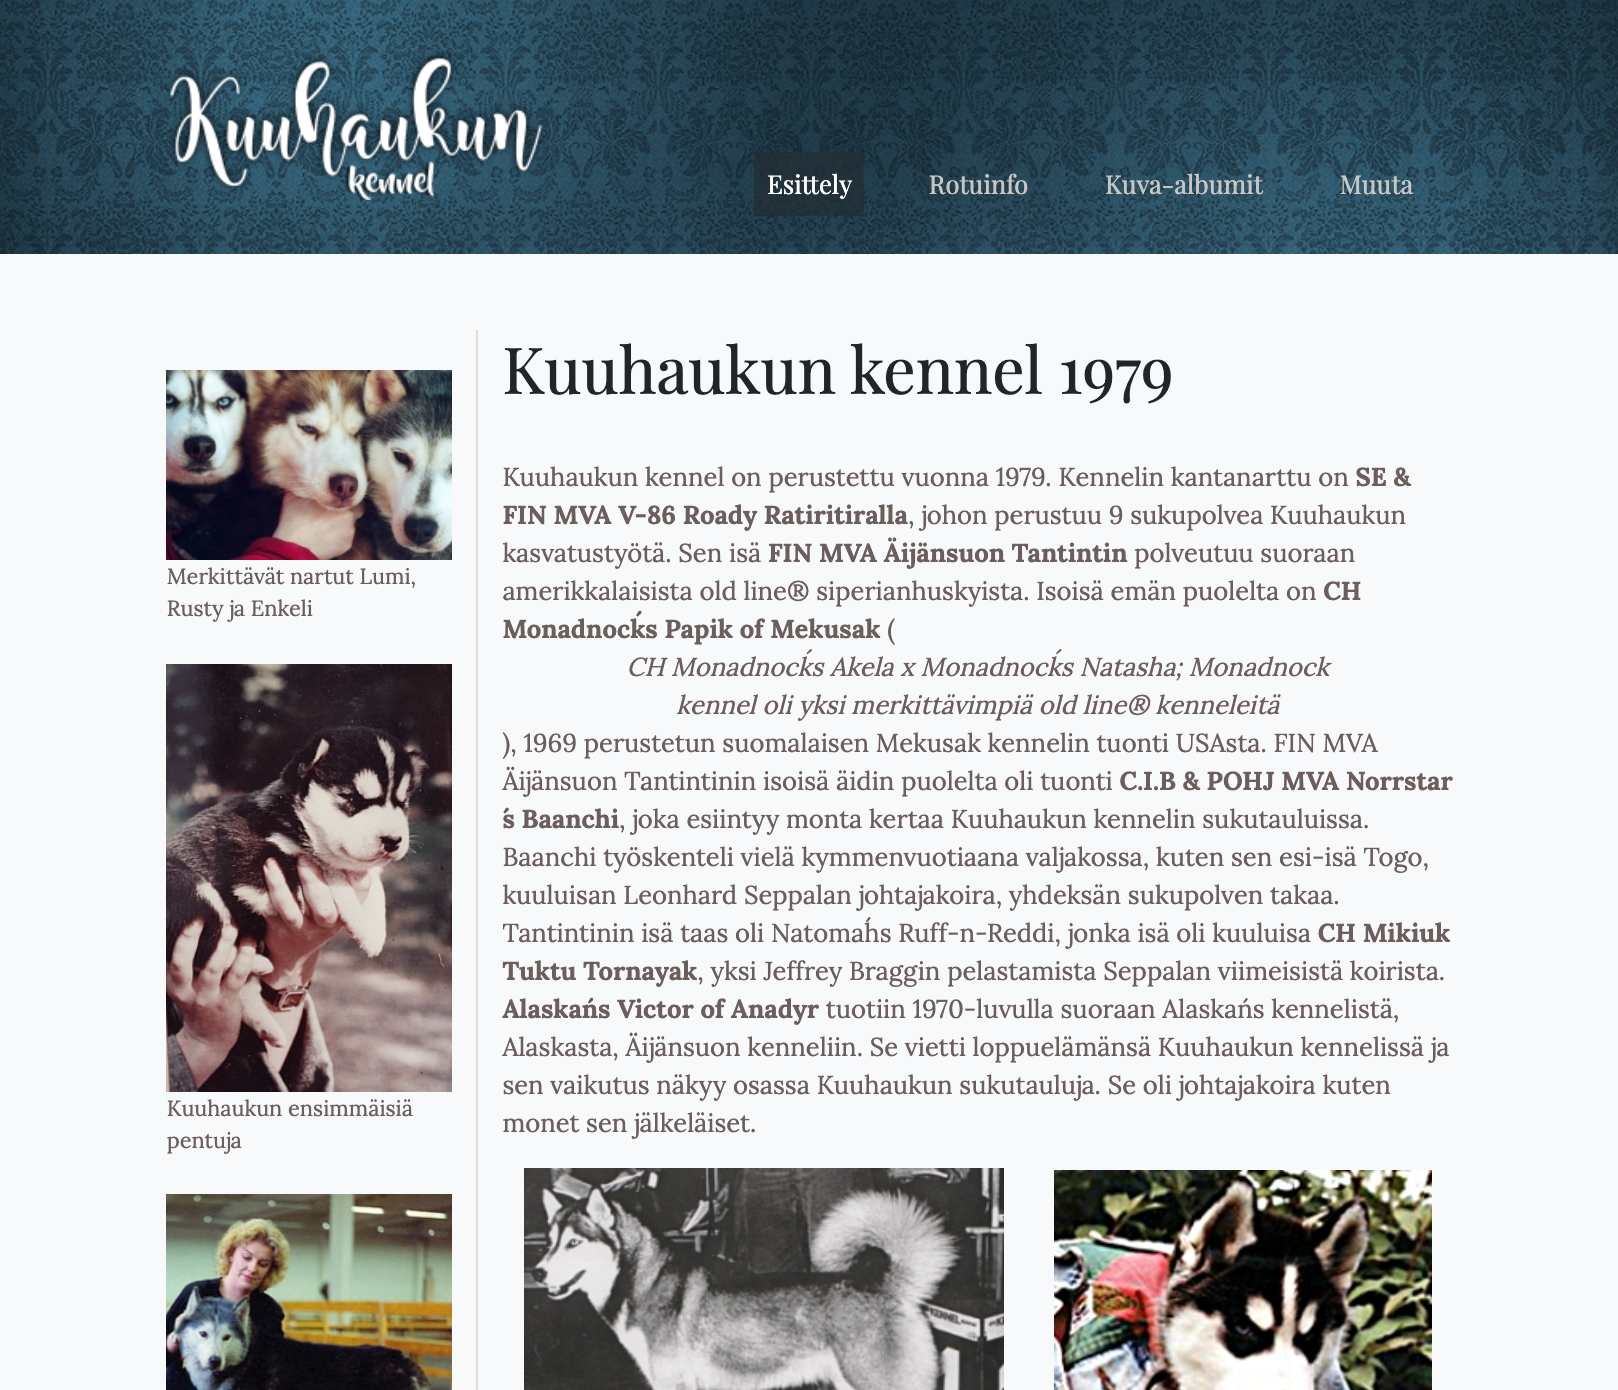 Kuuhaukun
kennel
Esittely
Rotuinfo
Kuva-albumit
Muuta
Merkittävät nartut Lumi,
Rusty ja Enkeli
Kuuhaukun ensimmäisiä
pentuja
Kuuhaukun kennel 1979
Kuuhaukun kennel on perustettu vuonna 1979. Kennelin kantanarttu on SE &
FIN MVA V-86 Roady Ratiritiralla, johon perustuu 9 sukupolvea Kuuhaukun
kasvatustyötä. Sen isä FIN MVA Äijänsuon Tantintin polveutuu suoraan
amerikkalaisista old line® siperianhuskyista. Isoisä emän puolelta on CH
Monadnocḱs Papik of Mekusak (
CH Monadnocḱs Akela x Monadnocḱs Natasha; Monadnock
kennel oli yksi merkittävimpiä old line® kenneleitä
), 1969 perustetun suomalaisen Mekusak kennelin tuonti USAsta. FIN MVA
Äijänsuon Tantintinin isoisä äidin puolelta oli tuonti C.I.B & POHJ MVA Norrstar
́s Baanchi, joka esiintyy monta kertaa Kuuhaukun kennelin sukutauluissa.
Baanchi työskenteli vielä kymmenvuotiaana valjakossa, kuten sen esi-isä Togo,
kuuluisan Leonhard Seppalan johtajakoira, yhdeksän sukupolven takaa.
Tantintinin isä taas oli Natomah́s Ruff-n-Reddi, jonka isä oli kuuluisa CH Mikiuk
Tuktu Tornayak, yksi Jeffrey Braggin pelastamista Seppalan viimeisistä koirista.
Alaskańs Victor of Anadyr tuotiin 1970-luvulla suoraan Alaskańs kennelistä,
Alaskasta, Äijänsuon kenneliin. Se vietti loppuelämänsä Kuuhaukun kennelissä ja
sen vaikutus näkyy osassa Kuuhaukun sukutauluja. Se oli johtajakoira kuten
monet sen jälkeläiset.